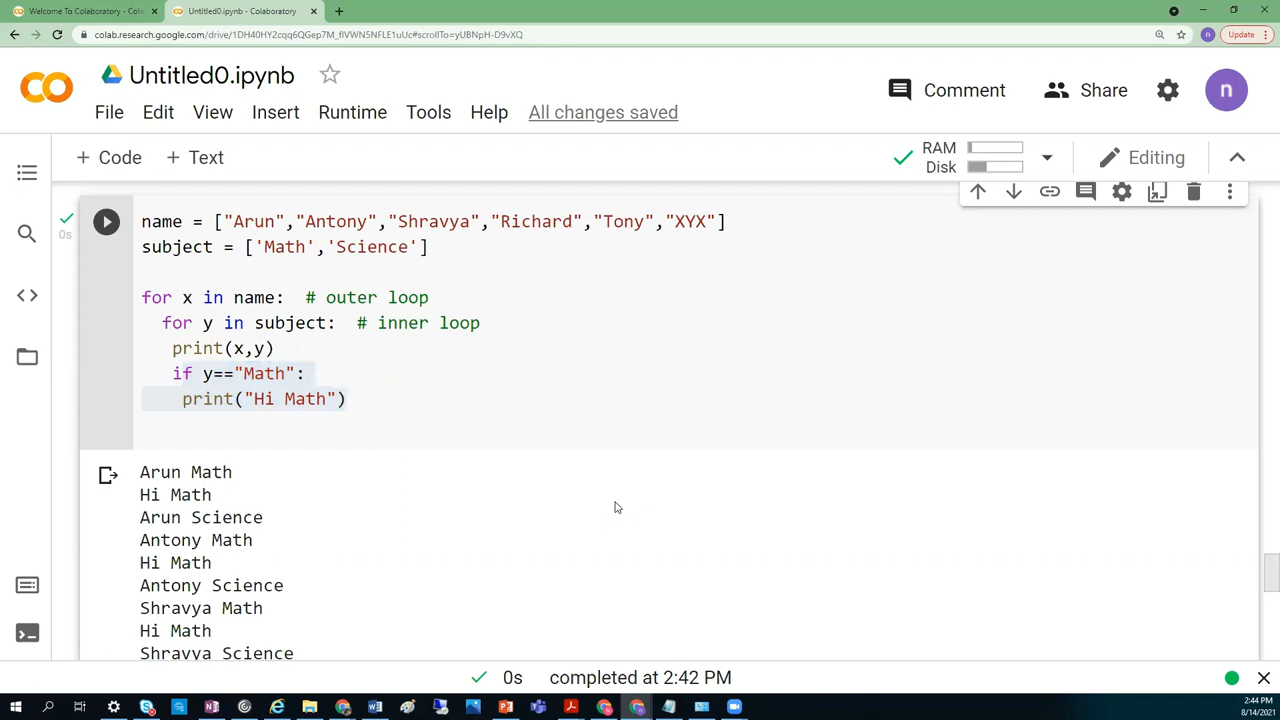 Welcome To Colaboratory - Cola
Untitled0.ipynb - Colaboratory
colab.research.google.com/drive/1DH40HY2cqq6QGep7M_flVWN5NFLE1uUc#scrollTo=yUBNpH-D9vXQ
n
Update
Untitled0.ipynb
Comment
Share
n
File Edit View Insert Runtime Tools Help All changes saved
+ Code + Text
RAM
Disk
Editing
0s
name = ["Arun","Antony","Shravya","Richard","Tony","XYX"]
subject = ['Math','Science']
for x in name: # outer loop
for y in subject: # inner loop
print(x,y)
if y=="Math":
print("Hi Math")
Arun Math
Hi Math
Arun Science
Antony Math
Hi Math
Antony Science
Shravya Math
Hi Math
Shravya Science
0s completed at 2:42 PM
2:44 PM
8/14/2021